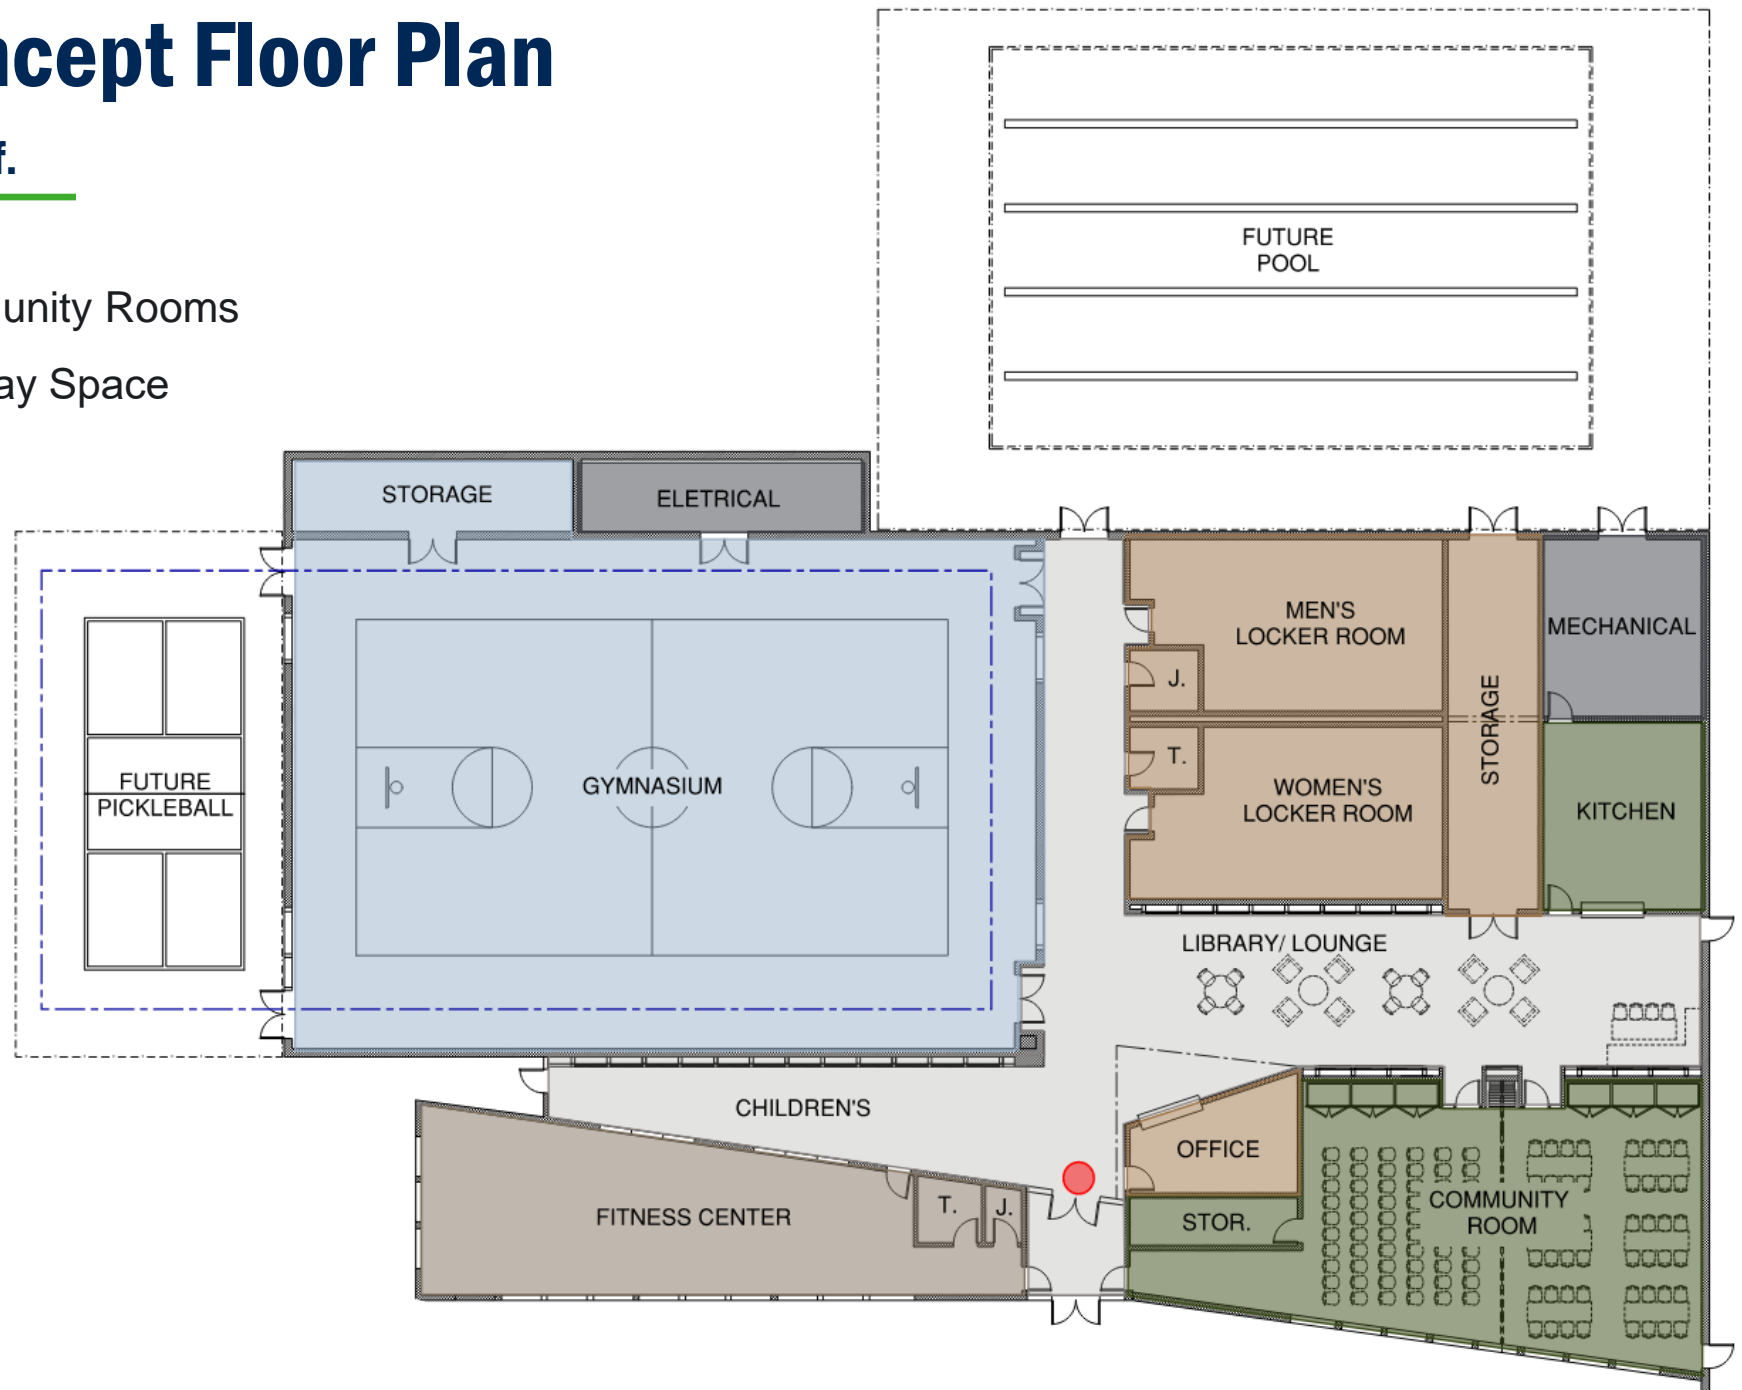 ncept Floor Plan
f.
unity Rooms
ay Space
FUTURE
POOL
STORAGE
ELETRICAL
MEN'S
LOCKER ROOM
MECHANICAL
J.
STORAGE
T.
FUTURE
PICKLEBALL
GYMNASIUM
WOMEN'S
LOCKER ROOM
KITCHEN
LIBRARY/ LOUNGE
CHILDREN'S
OFFICE
FITNESS CENTER
T.
J.
STOR.
COMMUNITY
ROOM